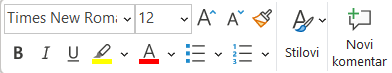 Times New Roma 12
B I U A
Stilovi
Novi
komentar